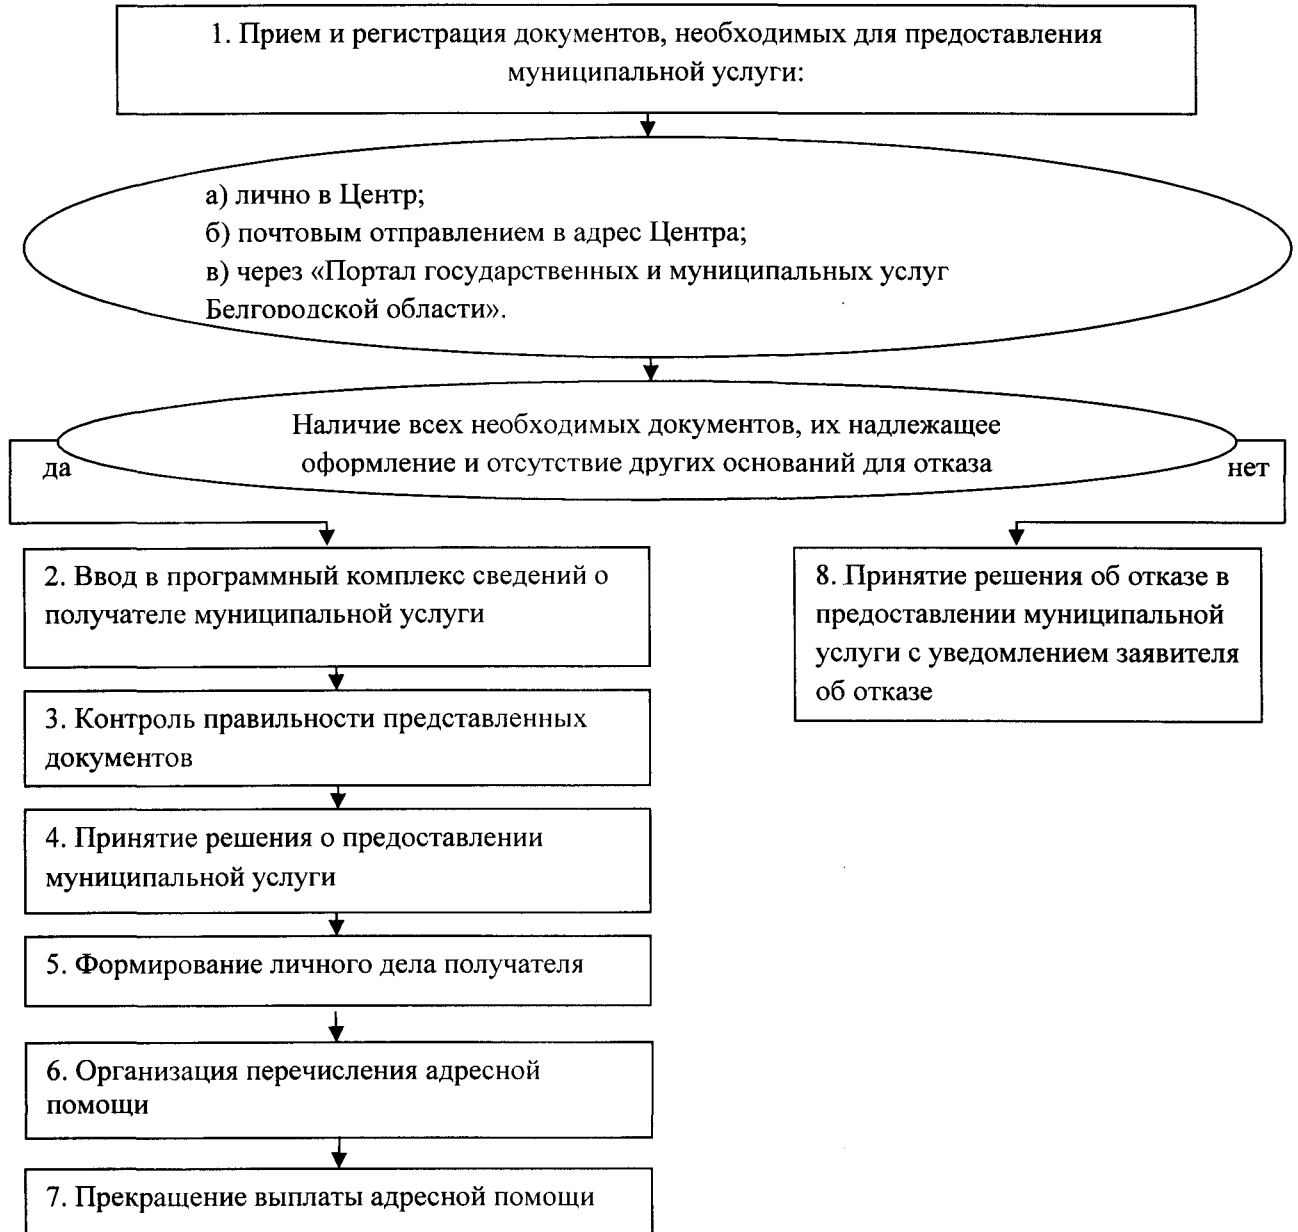 1. Прием и регистрация документов, необходимых для предоставления
муниципальной услуги:
а) лично в Центр;
б) почтовым отправлением в адрес Центра;
в) через «Портал государственных и муниципальных услуг
Белгородской области».
Наличие всех необходимых документов, их надлежащее
оформление и отсутствие других оснований для отказа
да
нет
2. Ввод в программный комплекс сведений о
получателе муниципальной услуги
3. Контроль правильности представленных
документов
4. Принятие решения о предоставлении
муниципальной услуги
5. Формирование личного дела получателя
6. Организация перечисления адресной
помощи
7. Прекращение выплаты адресной помощи
8. Принятие решения об отказе в
предоставлении муниципальной
услуги с уведомлением заявителя
об отказе